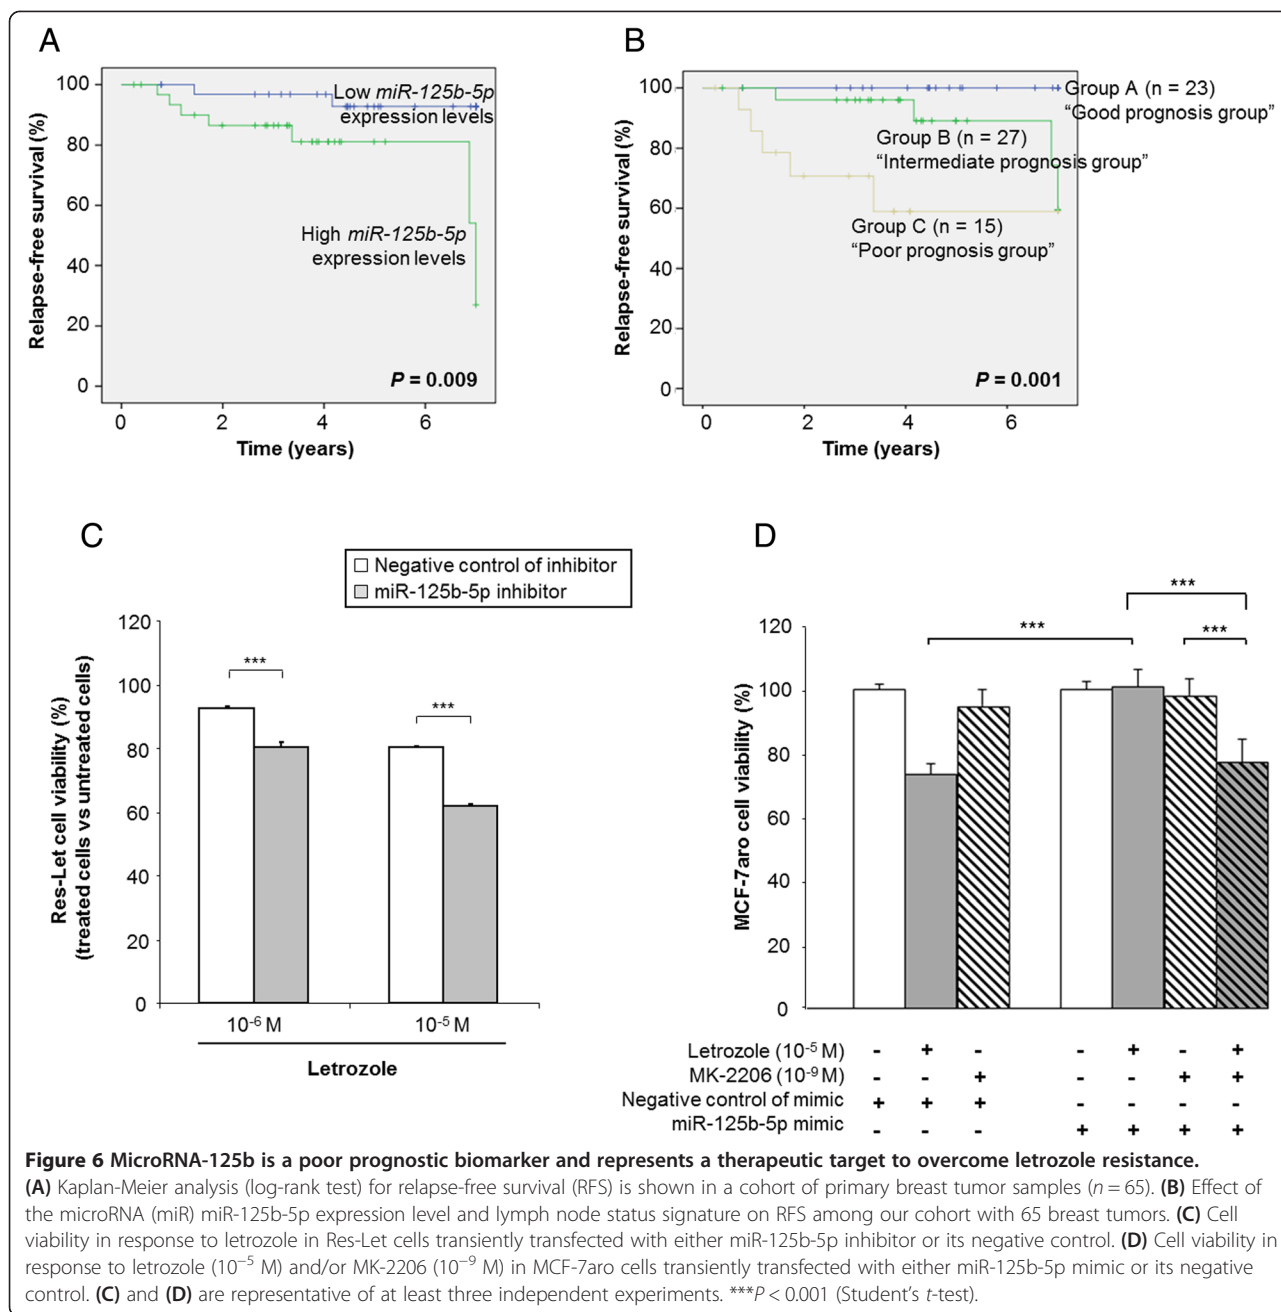 A
Relapse-free survival (%)
100
80
60
40
20
0
Low miR-125b-5p
expression levels
High miR-125b-5p
expression levels
P = 0.009
0 2 4 6
Time (years)
B
Relapse-free survival (%)
100
80
60
40
20
0
Group A (n = 23)
“Good prognosis group”
Group B (n = 27)
“Intermediate prognosis group”
Group C (n = 15)
“Poor prognosis group”
P = 0.001
0 2 4 6
Time (years)
C
Negative control of inhibitor
miR-125b-5p inhibitor
Res-Let cell viability (%)
(treated cells vs untreated cells)
120
100
80
60
40
20
0
*** ***
10-6 M 10-5 M
Letrozole
D
MCF-7aro cell viability (%)
120
100
80
60
40
20
0
***
*** ***
Letrozole (10-5 M) - + - - + - +
MK-2206 (10-9 M) - - + - - + +
Negative control of mimic + + + - - - -
miR-125b-5p mimic - - - + + + +
Figure 6 MicroRNA-125b is a poor prognostic biomarker and represents a therapeutic target to overcome letrozole resistance.
(A) Kaplan-Meier analysis (log-rank test) for relapse-free survival (RFS) is shown in a cohort of primary breast tumor samples (n = 65). (B) Effect of
the microRNA (miR) miR-125b-5p expression level and lymph node status signature on RFS among our cohort with 65 breast tumors. (C) Cell
viability in response to letrozole in Res-Let cells transiently transfected with either miR-125b-5p inhibitor or its negative control. (D) Cell viability in
response to letrozole (10−5 M) and/or MK-2206 (10−9 M) in MCF-7aro cells transiently transfected with either miR-125b-5p mimic or its negative
control. (C) and (D) are representative of at least three independent experiments. ***P < 0.001 (Student’s t-test).